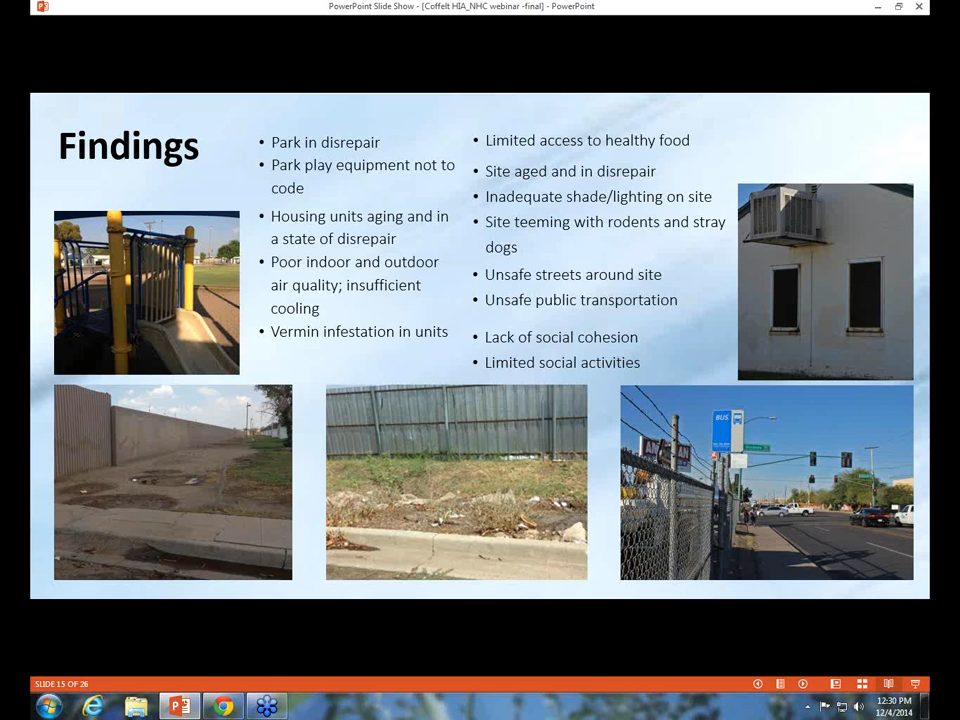 PowerPoint Slide Show - [Coffelt HIA_NHC webinar -final] - PowerPoint
Findings
• Park in disrepair
• Park play equipment not to
code
• Housing units aging and in
a state of disrepair
• Poor indoor and outdoor
air quality; insufficient
cooling
• Vermin infestation in units
• Limited access to healthy food
• Site aged and in disrepair
• Inadequate shade/lighting on site
• Site teeming with rodents and stray
dogs
• Unsafe streets around site
• Unsafe public transportation
• Lack of social cohesion
• Limited social activities
BUS
SLIDE 15 OF 26
12:30 PM
12/4/2014